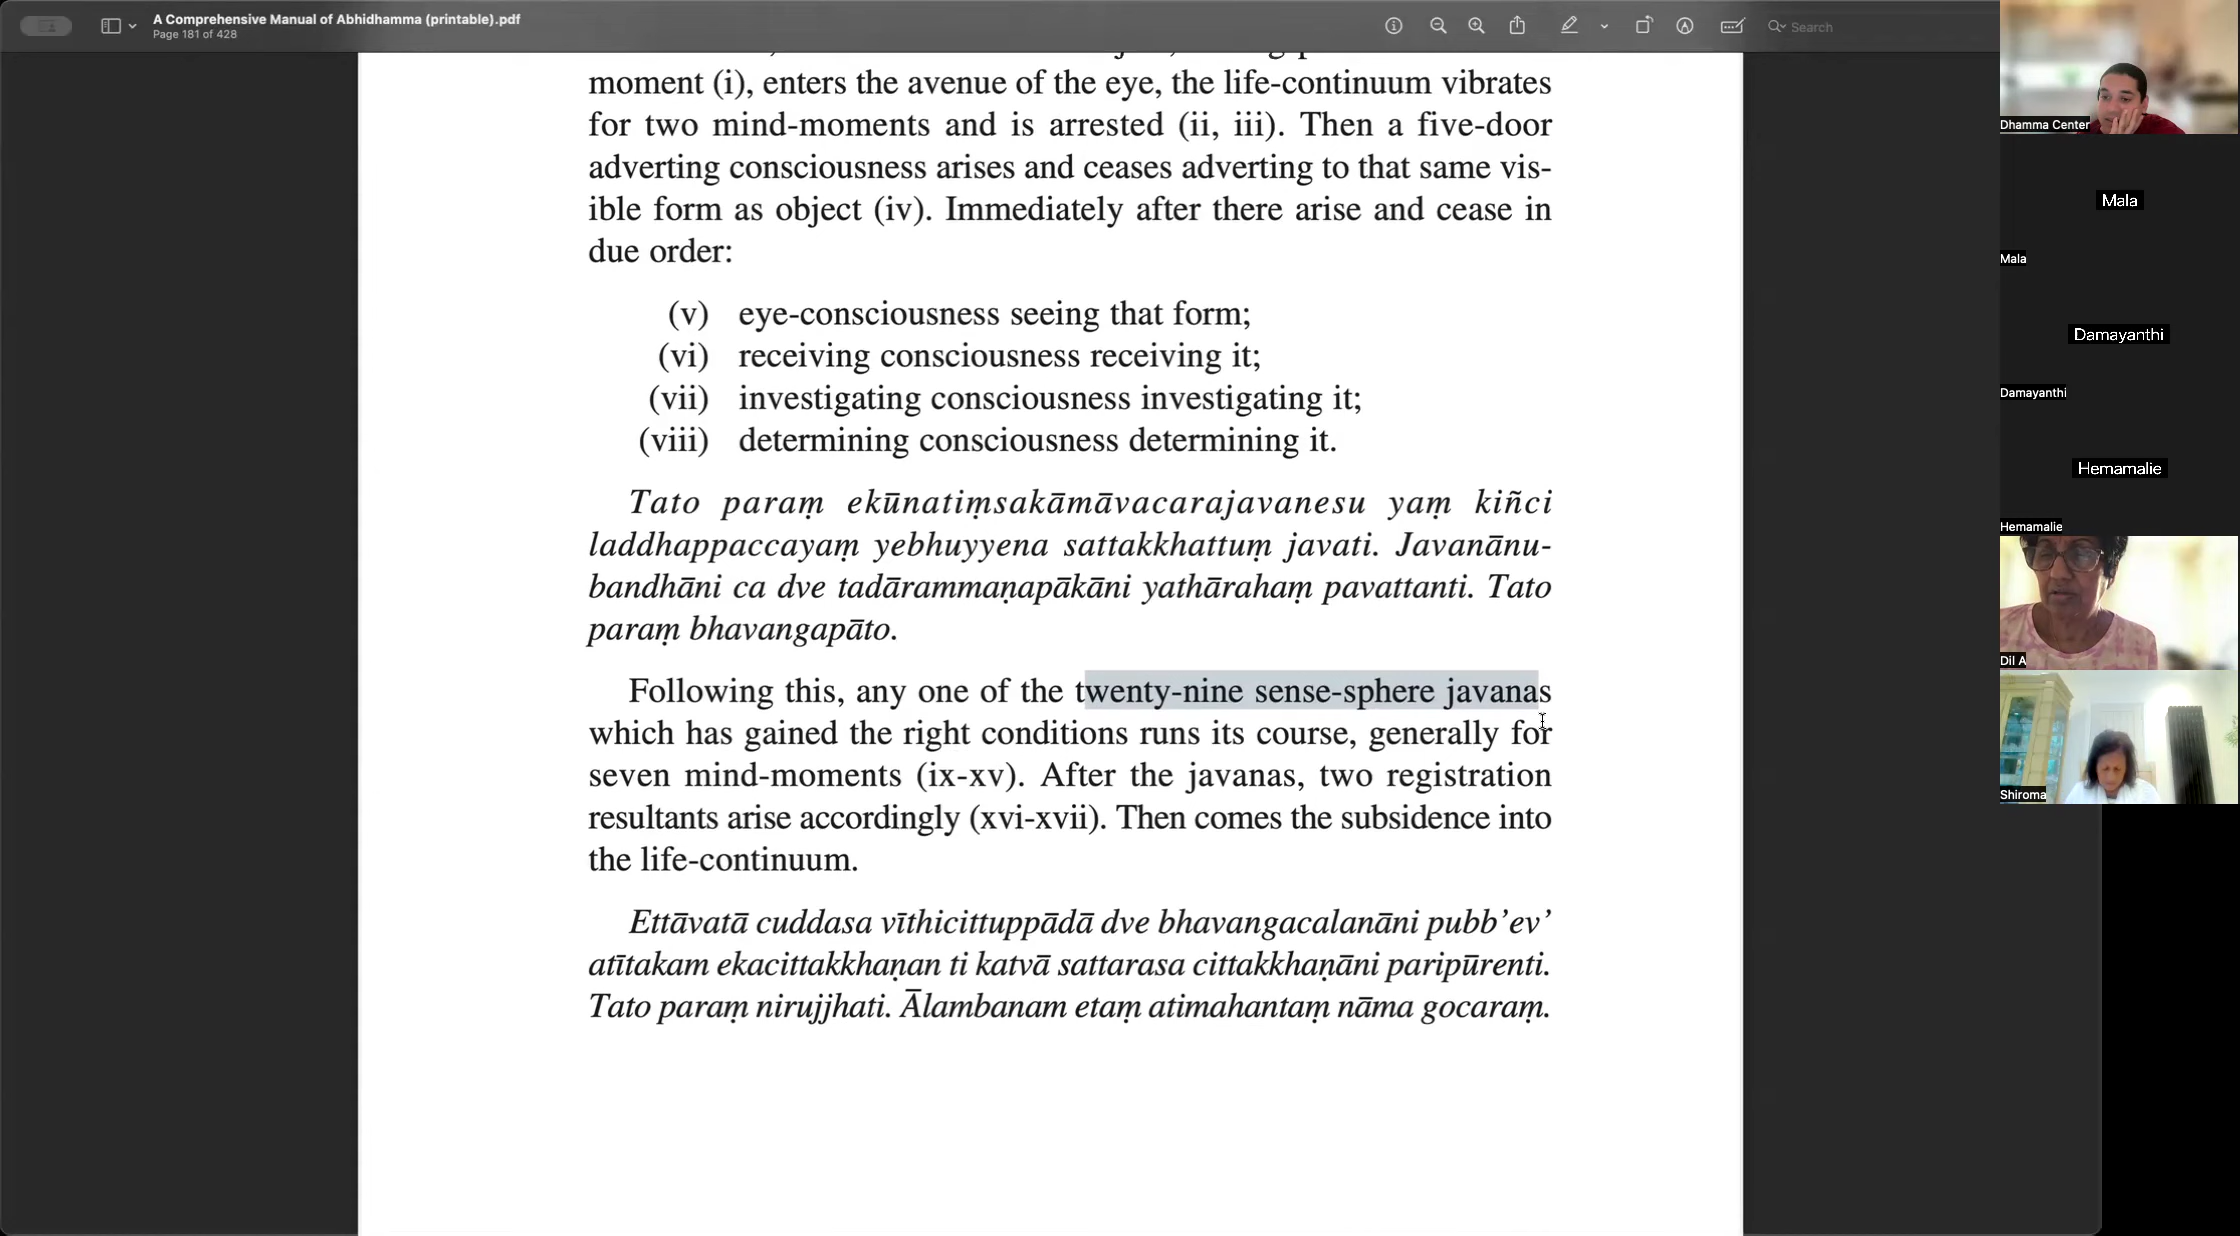 A Comprehensive Manual of Abhidhamma (printable).pdf
Page 181 of 428
Search
moment (i), enters the avenue of the eye, the life-continuum vibrates
for two mind-moments and is arrested (ii, iii). Then a five-door
adverting consciousness arises and ceases adverting to that same vis-
ible form as object (iv). Immediately after there arise and cease in
due order:
(v) eye-consciousness seeing that form;
(vi) receiving consciousness receiving it;
(vii) investigating consciousness investigating it;
(viii) determining consciousness determining it.
Tato paraṃ ekūnatiṃsakāmāvacarajavanesu yaṃ kiñci
laddhappaccayaṃ yebhuyyena sattakkhattuṃ javati. Javanānu-
bandhāni ca dve tadārammaṇapākāni yathārahaṃ pavattanti. Tato
paraṃ bhavangapāto.
Following this, any one of the twenty-nine sense-sphere javanas
which has gained the right conditions runs its course, generally for
seven mind-moments (ix-xv). After the javanas, two registration
resultants arise accordingly (xvi-xvii). Then comes the subsidence into
the life-continuum.
Ettāvatā cuddasa vīthicittuppādā dve bhavangacalanāni pubb’ev’
atītakam ekacittakkhaṇan ti katvā sattarasa cittakkhaṇāni paripūrenti.
Tato paraṃ nirujjhati. Ālambanam etaṃ atimahantaṃ nāma gocaraṃ.
Dhamma Center
Mala
Mala
Damayanthi
Damayanthi
Hemamalie
Hemamalie
Dil A
Shiroma